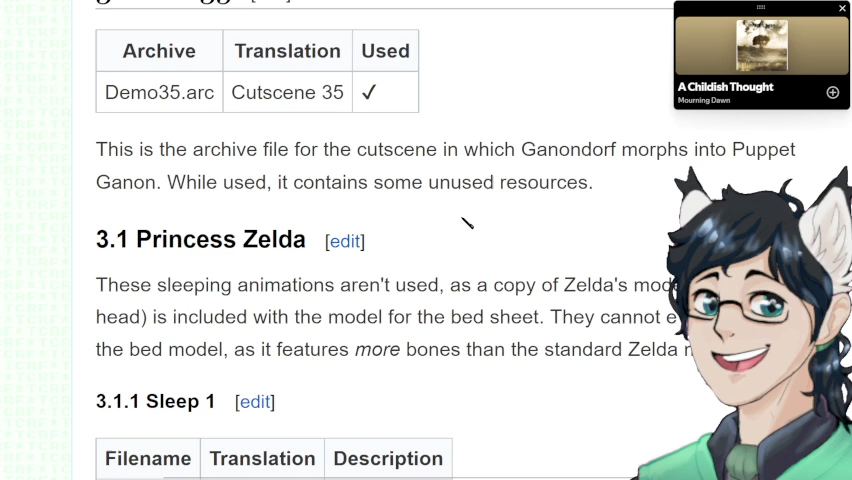 A Childish Thought
Mourning Dawn
Archive Translation Used
Demo35.arc Cutscene 35 ✓
This is the archive file for the cutscene in which Ganondorf morphs into Puppet
Ganon. While used, it contains some unused resources.
3.1 Princess Zelda [edit]
These sleeping animations aren't used, as a copy of Zelda's
head) is included with the model for the bed sheet. They cannot
the bed model, as it features more bones than the standard Zelda
3.1.1 Sleep 1 [edit]
Filename Translation Description